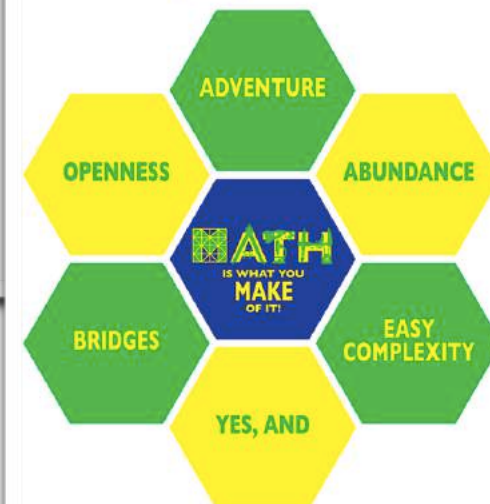 ADVENTURE
OPENNESS
ABUNDANCE
MATH
IS WHAT YOU
MAKE
OF IT!
BRIDGES
EASY
COMPLEXITY
YES, AND